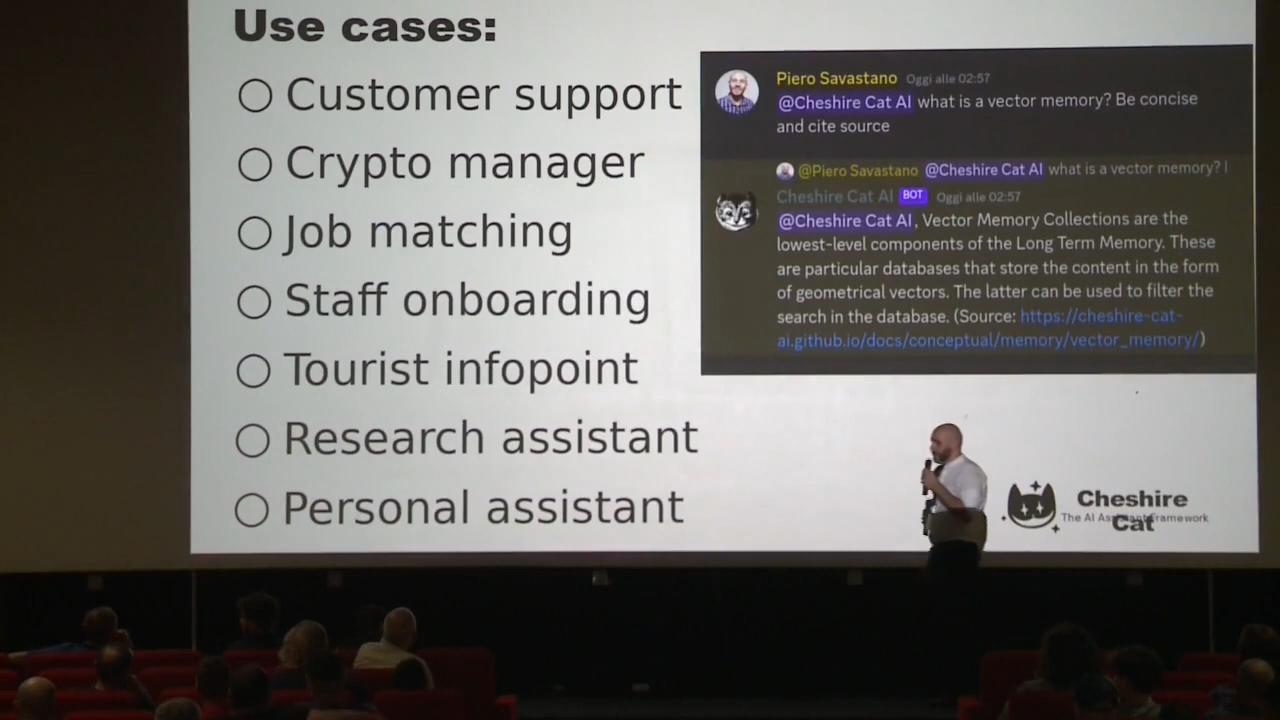 Use cases:
Customer support
Crypto manager
Job matching
Staff onboarding
Tourist infopoint
Research assistant
Personal assistant
Piero Savastano Oggi alle 02:57
@Cheshire Cat AI what is a vector memory? Be concise
and cite source
@Piero Savastano @Cheshire Cat AI what is a vector memory?
Cheshire Cat AI BOT Oggi alle 02:57
@Cheshire Cat AI, Vector Memory Collections are the
lowest-level components of the Long Term Memory. These
are particular databases that store the content in the form
of geometrical vectors. The latter can be used to filter the
search in the database. (Source: https://cheshire-cat-
ai.github.io/docs/conceptual/memory/vector_memory/)
Cheshire
Cat
The AI Assistant Framework